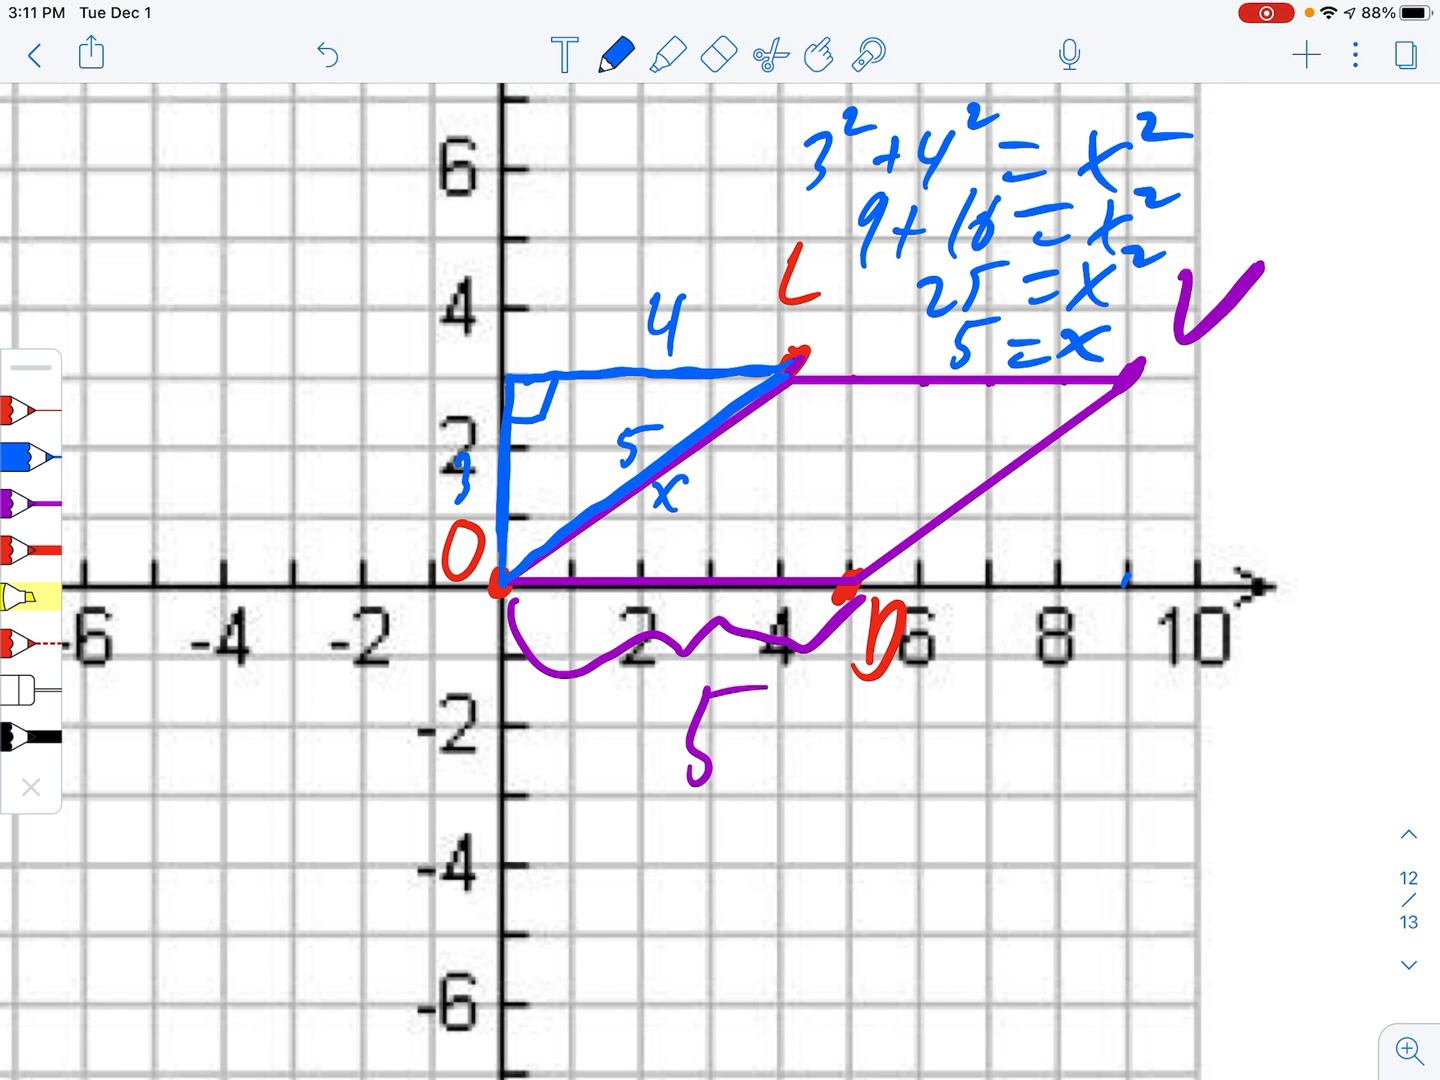 3:11 PM Tue Dec 1
88%
T
3² + 4² = x²
9 + 16 = x²
25 = x²
5 = x
6
4
2
-2
-4
-6
-6 -4 -2 2 4 6 8 10
L
V
4
5
x
3
O
D
5
12
/
13